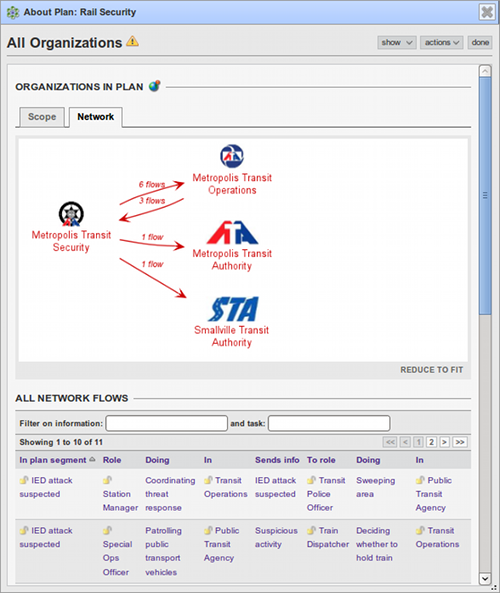 About Plan: Rail Security
All Organizations
show actions done
ORGANIZATIONS IN PLAN
Scope Network
6 flows
3 flows
1 flow
1 flow
Metropolis Transit
Operations
Metropolis Transit
Security
Metropolis Transit
Authority
STA
Smallville Transit
Authority
REDUCE TO FIT
ALL NETWORK FLOWS
Filter on information: and task:
Showing 1 to 10 of 11 << < 1 2 > >>
In plan segment Role Doing In Sends info To role Doing In
IED attack Coordinating Transit IED attack Transit Sweeping Public
suspected Station threat Operations suspected Police area Transit
Manager response Officer Agency
IED attack Patrolling Public Suspicious Train Deciding Transit
suspected Special public Transit activity Dispatcher whether to Operations
Ops transport Agency hold train
Officer vehicles